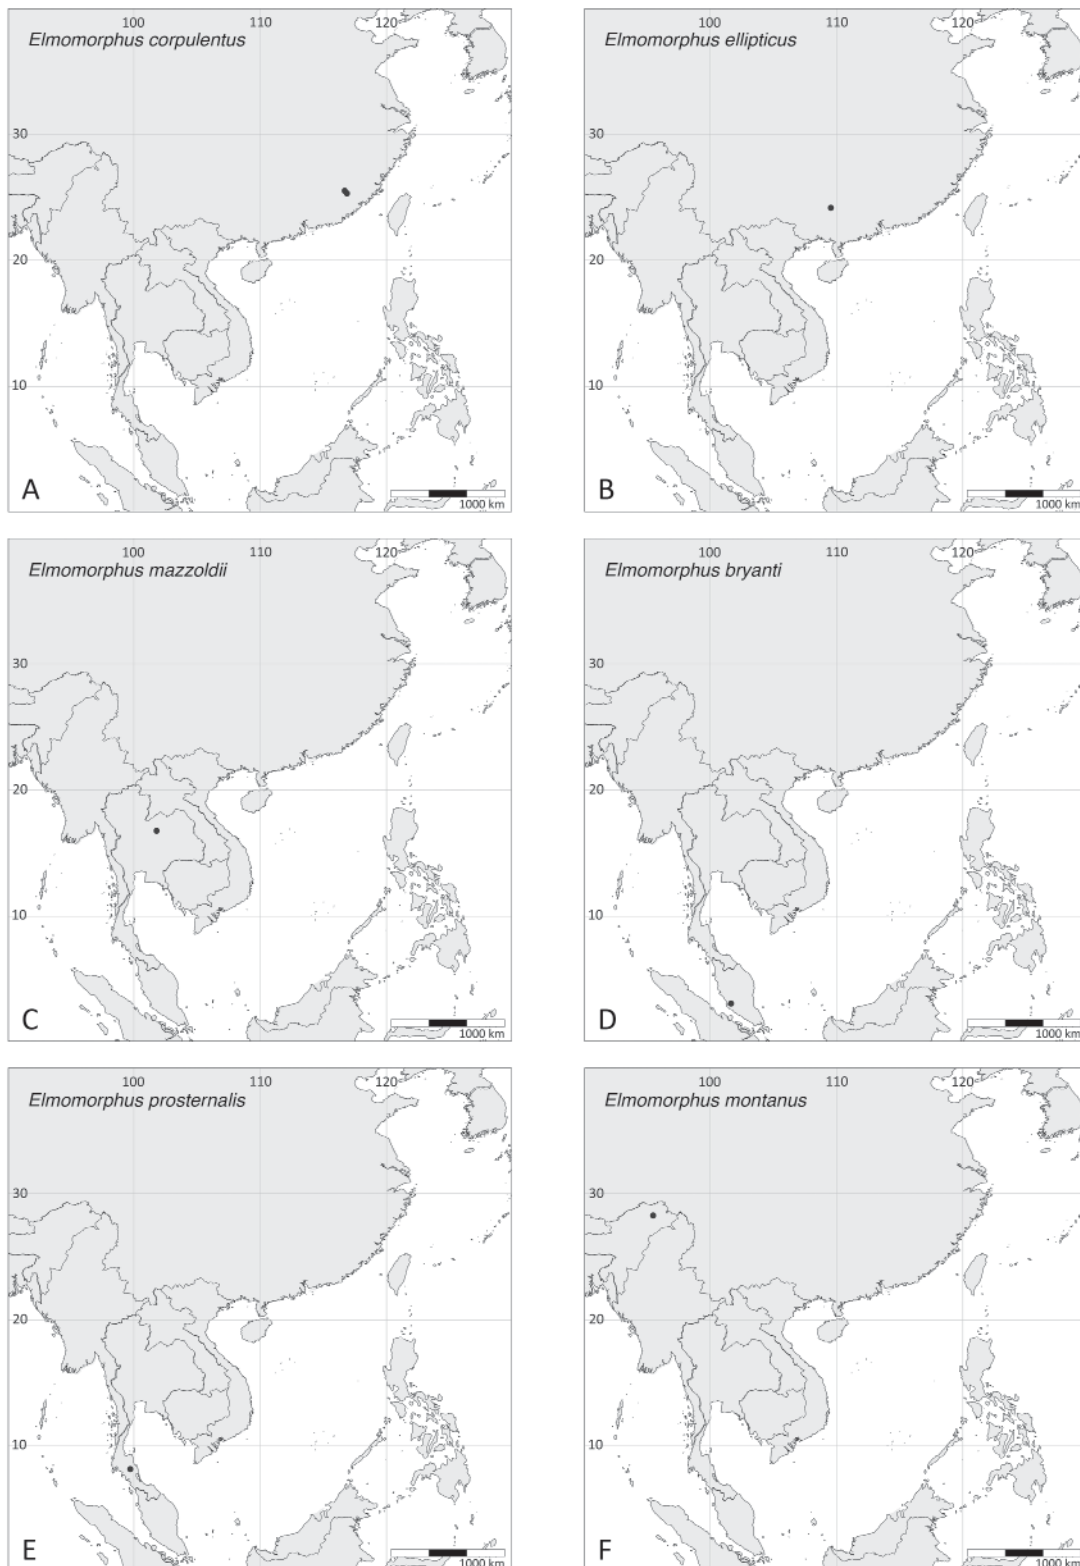 100 110 120
Elmomorphus corpulentus
30
20
10
A
1000 km
100 110 120
Elmomorphus ellipticus
30
20
10
B
1000 km
100 110 120
Elmomorphus mazzoldii
30
20
10
C
1000 km
100 110 120
Elmomorphus bryanti
30
20
10
D
1000 km
100 110 120
Elmomorphus prosternalis
30
20
10
E
1000 km
100 110 120
Elmomorphus montanus
30
20
10
F
1000 km